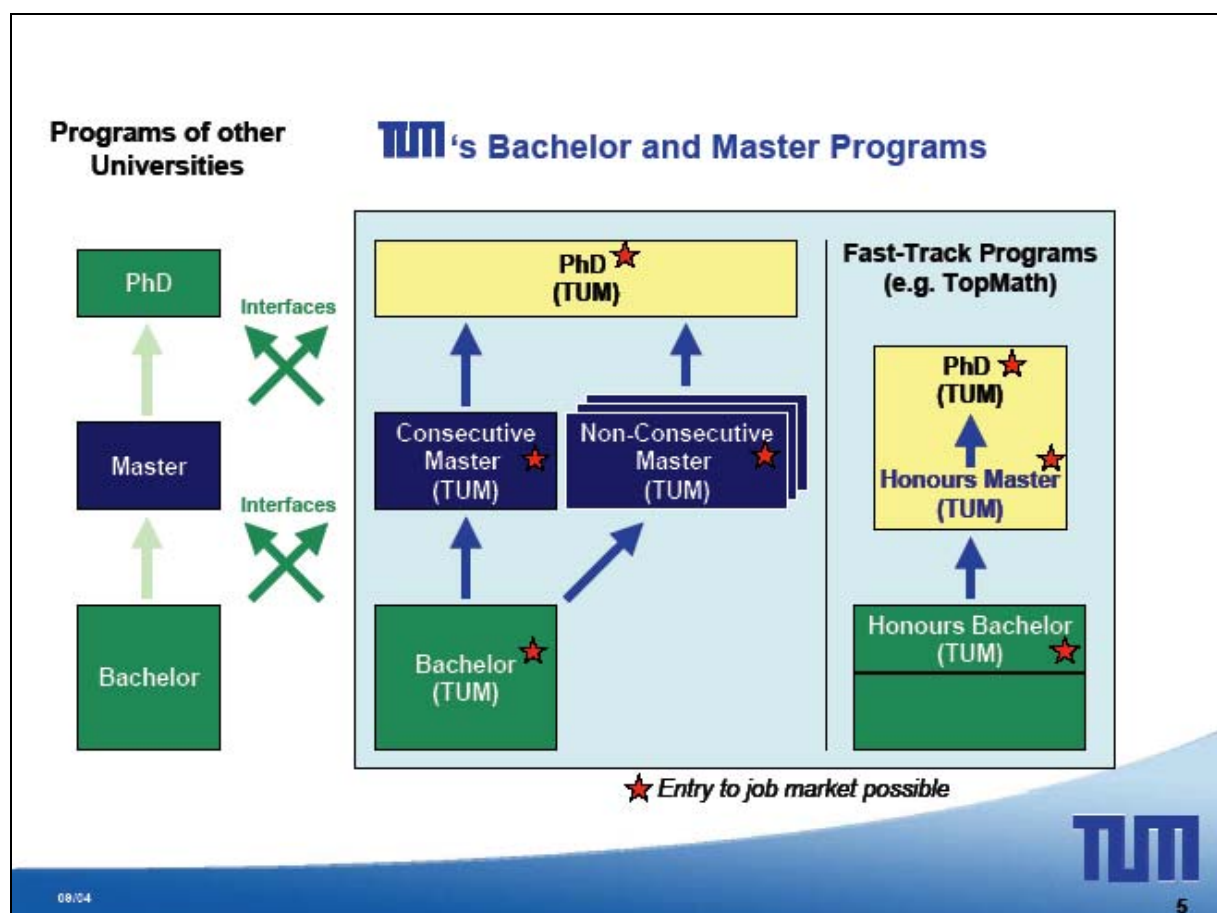 Programs of other
Universities
TUM's Bachelor and Master Programs
PhD
Interfaces
Master
Interfaces
Bachelor
PhD
(TUM)
Consecutive
Master
(TUM)
Non-Consecutive
Master
(TUM)
Bachelor
(TUM)
Fast-Track Programs
(e.g. TopMath)
PhD
(TUM)
Honours Master
(TUM)
Honours Bachelor
(TUM)
Entry to job market possible
TUM
09/04
5